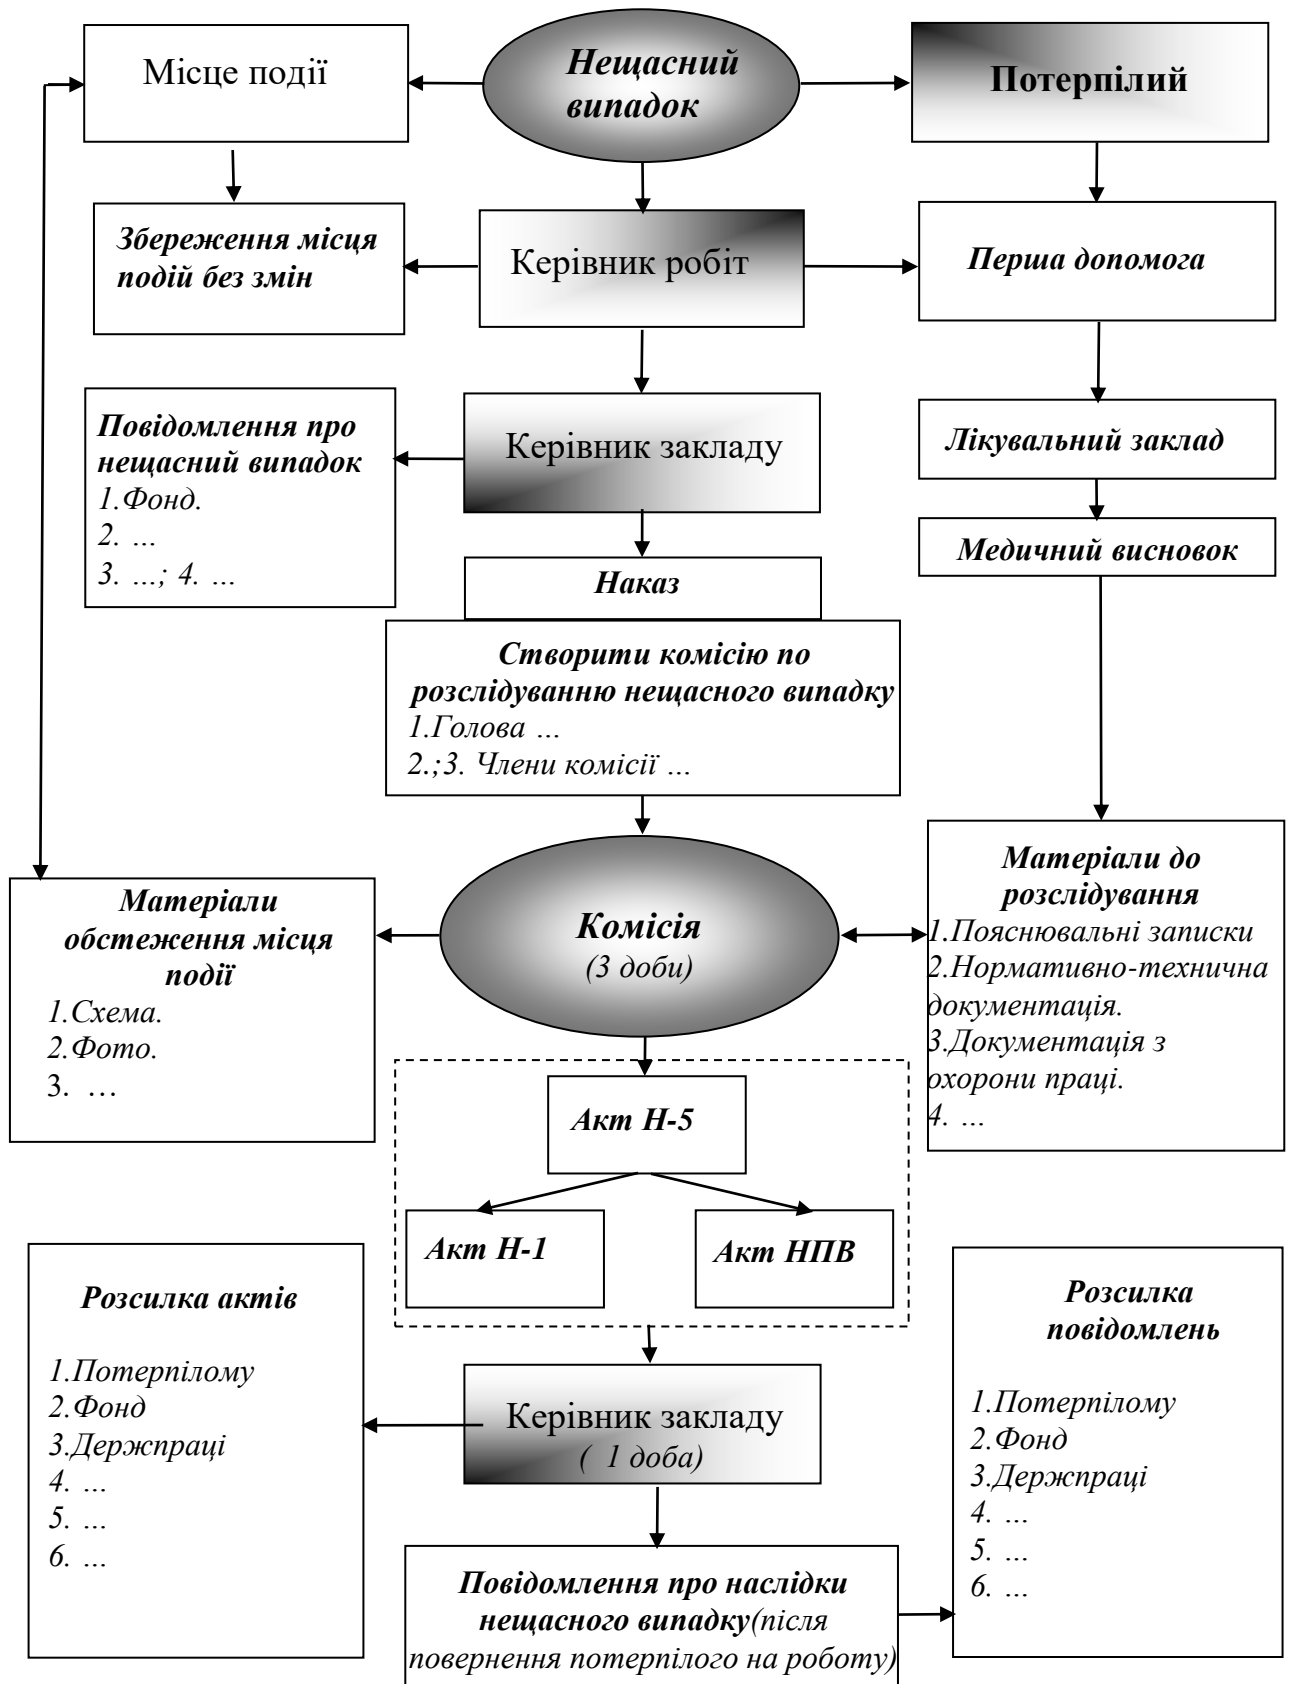 Місце події
Нещасний
випадок
Потерпілий
Збереження місця
подій без змін
Керівник робіт
Перша допомога
Повідомлення про
нещасний випадок
1.Фонд.
2. ...
3. ...; 4. ...
Керівник закладу
Лікувальний заклад
Медичний висновок
Наказ
Створити комісію по
розслідуванню нещасного випадку
1.Голова ...
2.;3. Члени комісії ...
Матеріали
обстеження місця
події
1.Схема.
2.Фото.
3. ...
Комісія
(3 доби)
Матеріали до
розслідування
1.Пояснювальні записки
2.Нормативно-технична
документація.
3.Документація з
охорони праці.
4. ...
Акт Н-5
Акт Н-1
Акт НПВ
Розсилка актів
1.Потерпілому
2.Фонд
3.Держпраці
4. ...
5. ...
6. ...
Керівник закладу
( 1 доба)
Розсилка
повідомлень
1.Потерпілому
2.Фонд
3.Держпраці
4. ...
5. ...
6. ...
Повідомлення про наслідки
нещасного випадку(після
повернення потерпілого на роботу)